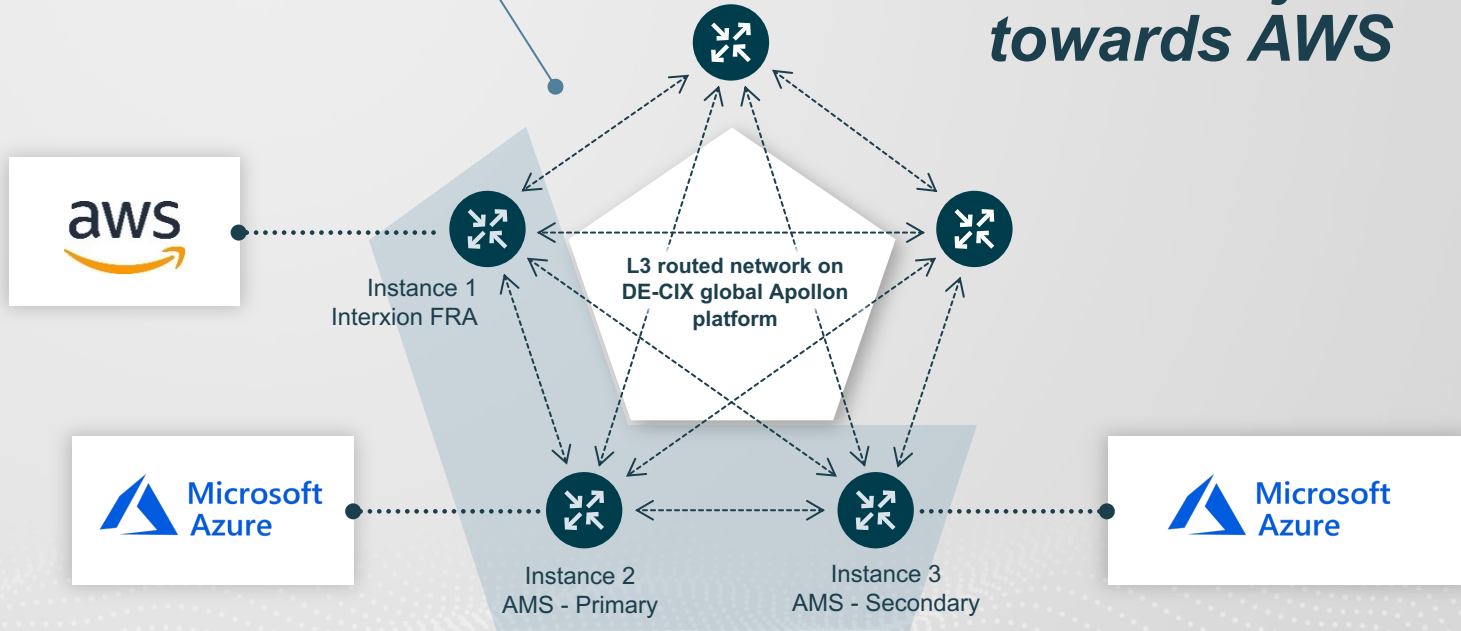 towards AWS
aws
Instance 1
Interxion FRA
L3 routed network on
DE-CIX global Apollon
platform
Microsoft
Azure
Microsoft
Azure
Instance 2
AMS - Primary
Instance 3
AMS - Secondary